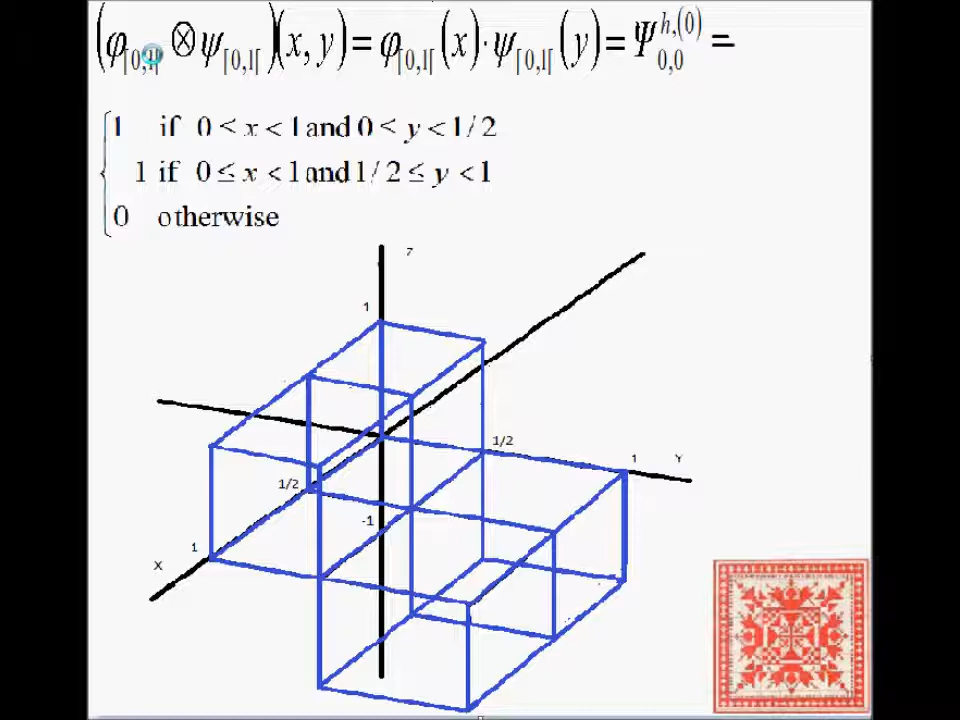 (φ[0,1[ ⊗ ψ[0,1[)(x, y) = φ[0,1[(x)·ψ[0,1[(y) = Ψ^{h,(0)}_{0,0} =
1 if 0 < x < 1 and 0 < y < 1/2
1 if 0 ≤ x < 1 and 1/2 ≤ y < 1
0 otherwise
Z
1
1/2
1
Y
1/2
-1
1
X